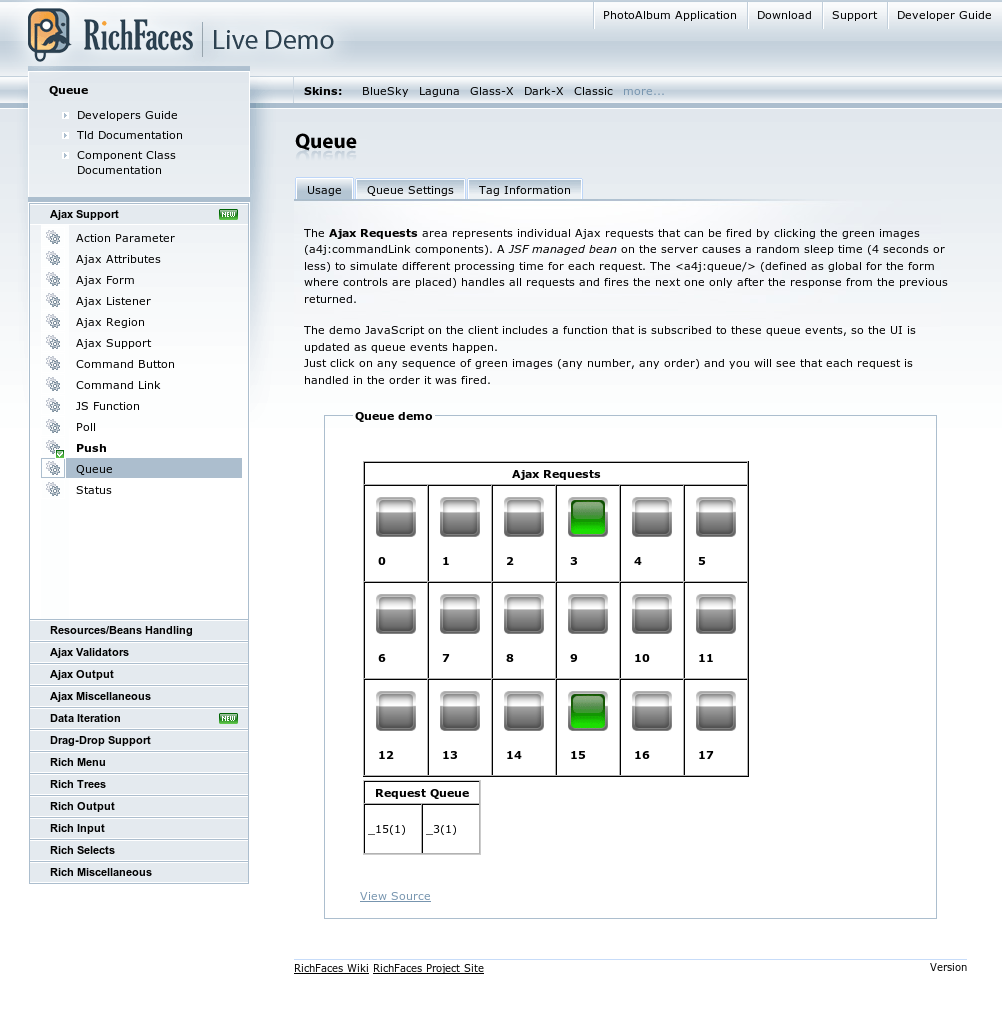 PhotoAlbum Application Download Support Developer Guide
RichFaces Live Demo
Skins: BlueSky Laguna Glass-X Dark-X Classic more...
Queue
Developers Guide
Tld Documentation
Component Class
Documentation
Ajax Support NEW
Action Parameter
Ajax Attributes
Ajax Form
Ajax Listener
Ajax Region
Ajax Support
Command Button
Command Link
JS Function
Poll
Push
Queue
Status
Resources/Beans Handling
Ajax Validators
Ajax Output
Ajax Miscellaneous
Data Iteration NEW
Drag-Drop Support
Rich Menu
Rich Trees
Rich Output
Rich Input
Rich Selects
Rich Miscellaneous
Queue
Usage Queue Settings Tag Information
The Ajax Requests area represents individual Ajax requests that can be fired by clicking the green images
(a4j:commandLink components). A JSF managed bean on the server causes a random sleep time (4 seconds or
less) to simulate different processing time for each request. The <a4j:queue/> (defined as global for the form
where controls are placed) handles all requests and fires the next one only after the response from the previous
returned.
The demo JavaScript on the client includes a function that is subscribed to these queue events, so the UI is
updated as queue events happen.
Just click on any sequence of green images (any number, any order) and you will see that each request is
handled in the order it was fired.
Queue demo
Ajax Requests
0 1 2 3 4 5
6 7 8 9 10 11
12 13 14 15 16 17
Request Queue
_15(1) _3(1)
View Source
RichFaces Wiki RichFaces Project Site Version